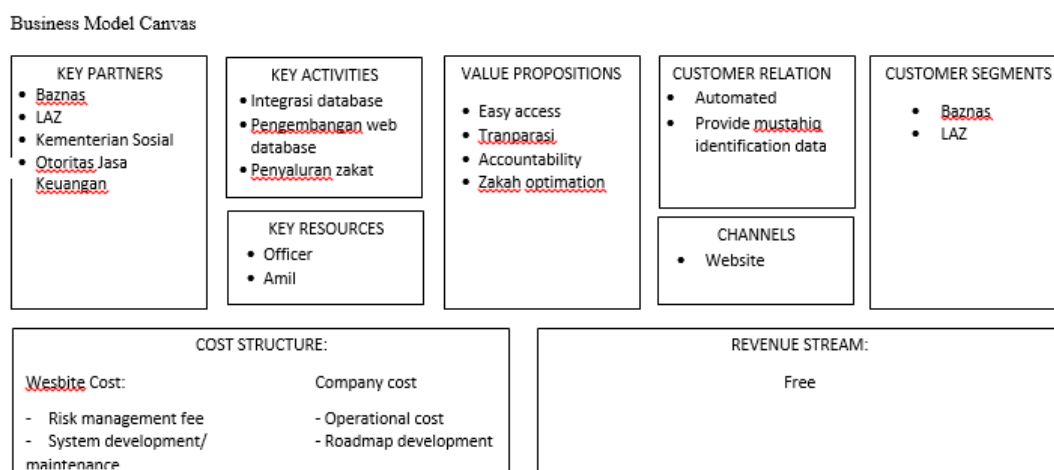 Business Model Canvas
KEY PARTNERS
• Baznas
• LAZ
• Kementerian Sosial
• Otoritas Jasa
Keuangan
KEY ACTIVITIES
• Integrasi database
• Pengembangan web
database
• Penyaluran zakat
KEY RESOURCES
• Officer
• Amil
VALUE PROPOSITIONS
• Easy access
• Tranparasi
• Accountability
• Zakah optimation
CUSTOMER RELATION
• Automated
• Provide mustahiq
identification data
CHANNELS
• Website
CUSTOMER SEGMENTS
• Baznas
• LAZ
COST STRUCTURE:
Wesbite Cost:
- Risk management fee
- System development/
maintenance
Company cost
- Operational cost
- Roadmap development
REVENUE STREAM:
Free